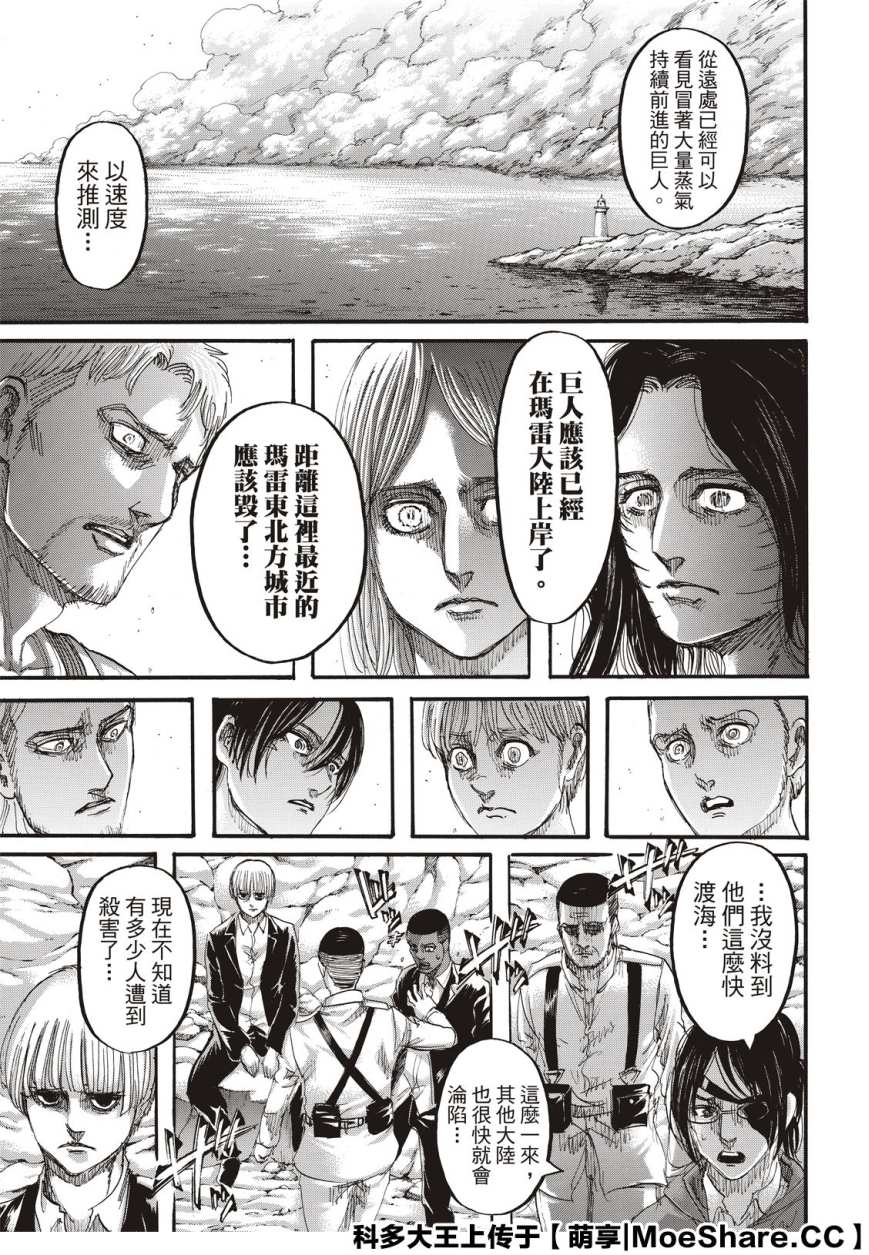 從遠處已經可以
看見冒著大量蒸氣
持續前進的巨人。
以速度
來推測…
巨人應該已經
在瑪雷大陸上岸了。
距離這裡最近的
瑪雷東北方城市
應該毀了…
…我沒料到
他們這麼快
渡海…
這麼一來，
其他大陸
也很快就會
淪陷…
現在不知道
有多少人遭到
殺害了…
科多大王上传于【萌享|MoeShare.CC】